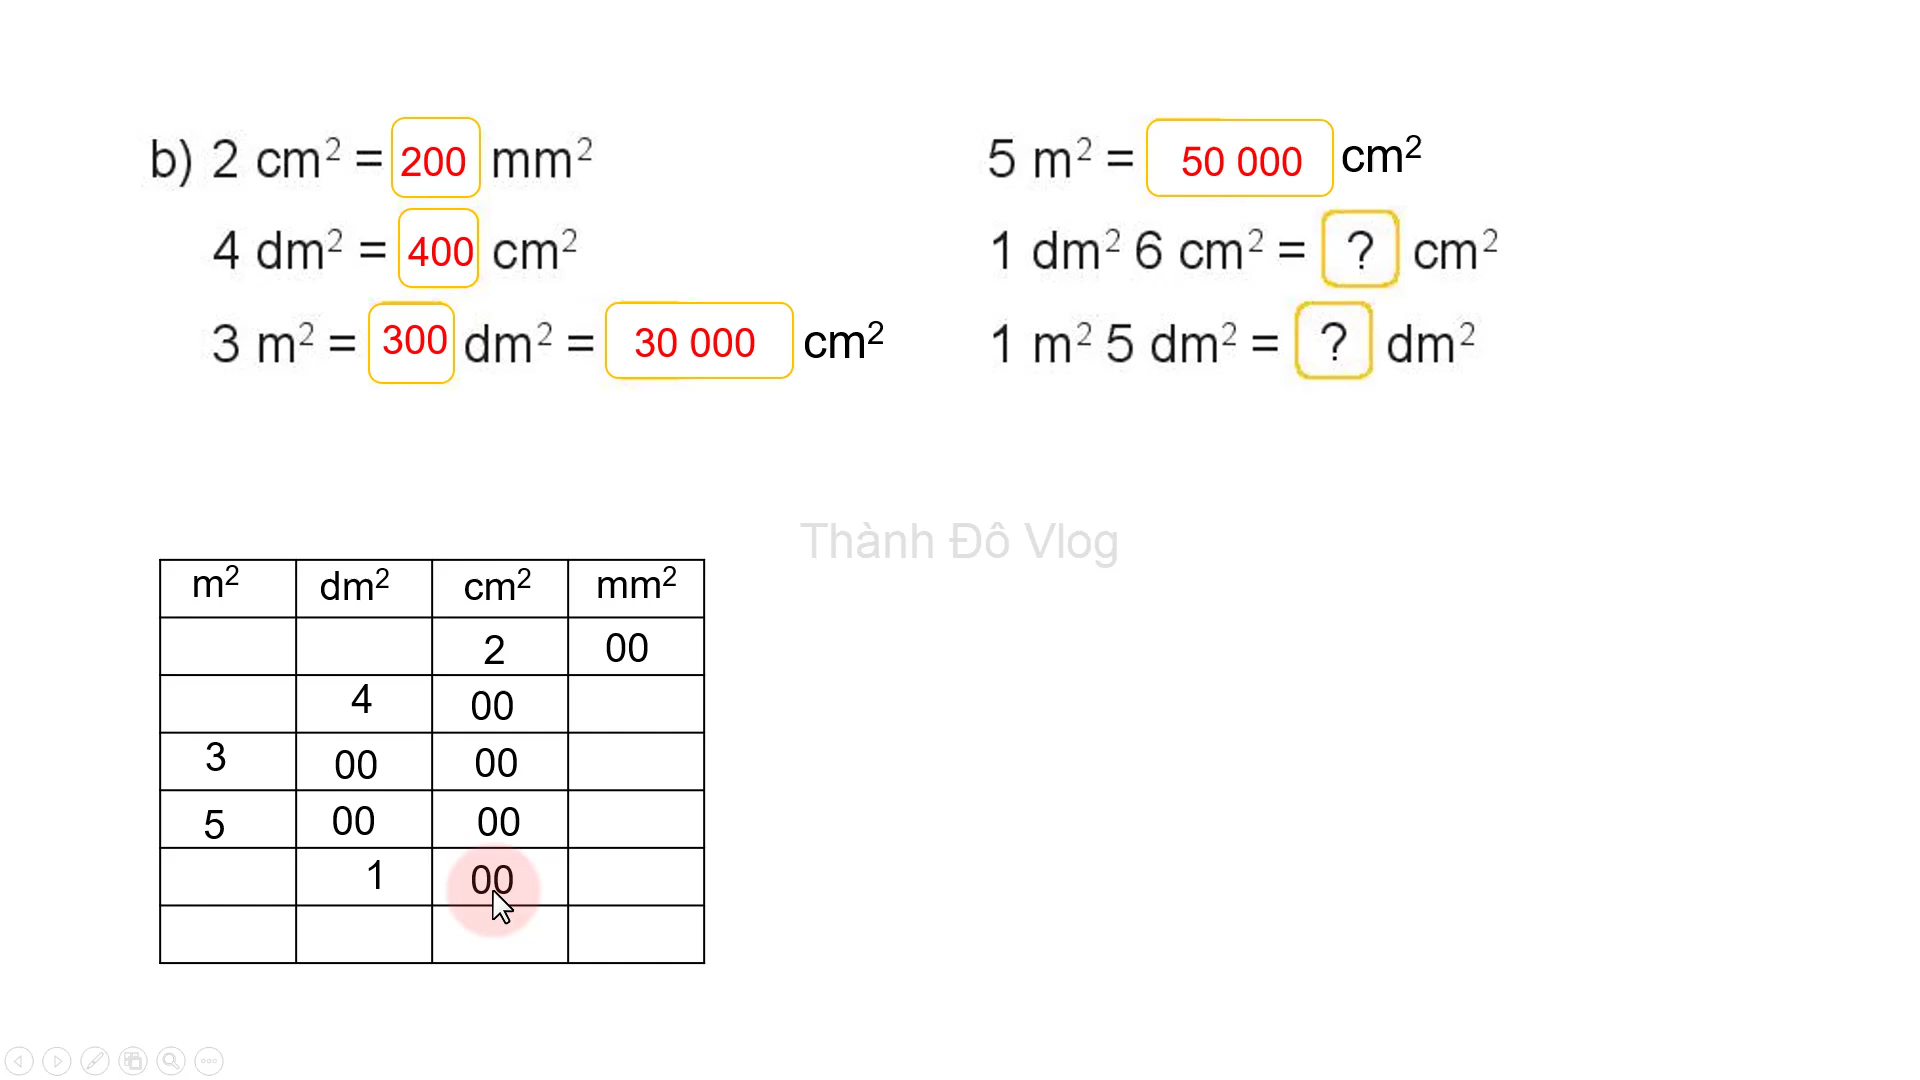 b) 2 cm² = 200 mm²
4 dm² = 400 cm²
3 m² = 300 dm² = 30 000 cm²
5 m² = 50 000 cm²
1 dm² 6 cm² = ? cm²
1 m² 5 dm² = ? dm²
Thành Đô Vlog
m² dm² cm² mm²
2 00
4 00
3 00 00
5 00 00
1 00